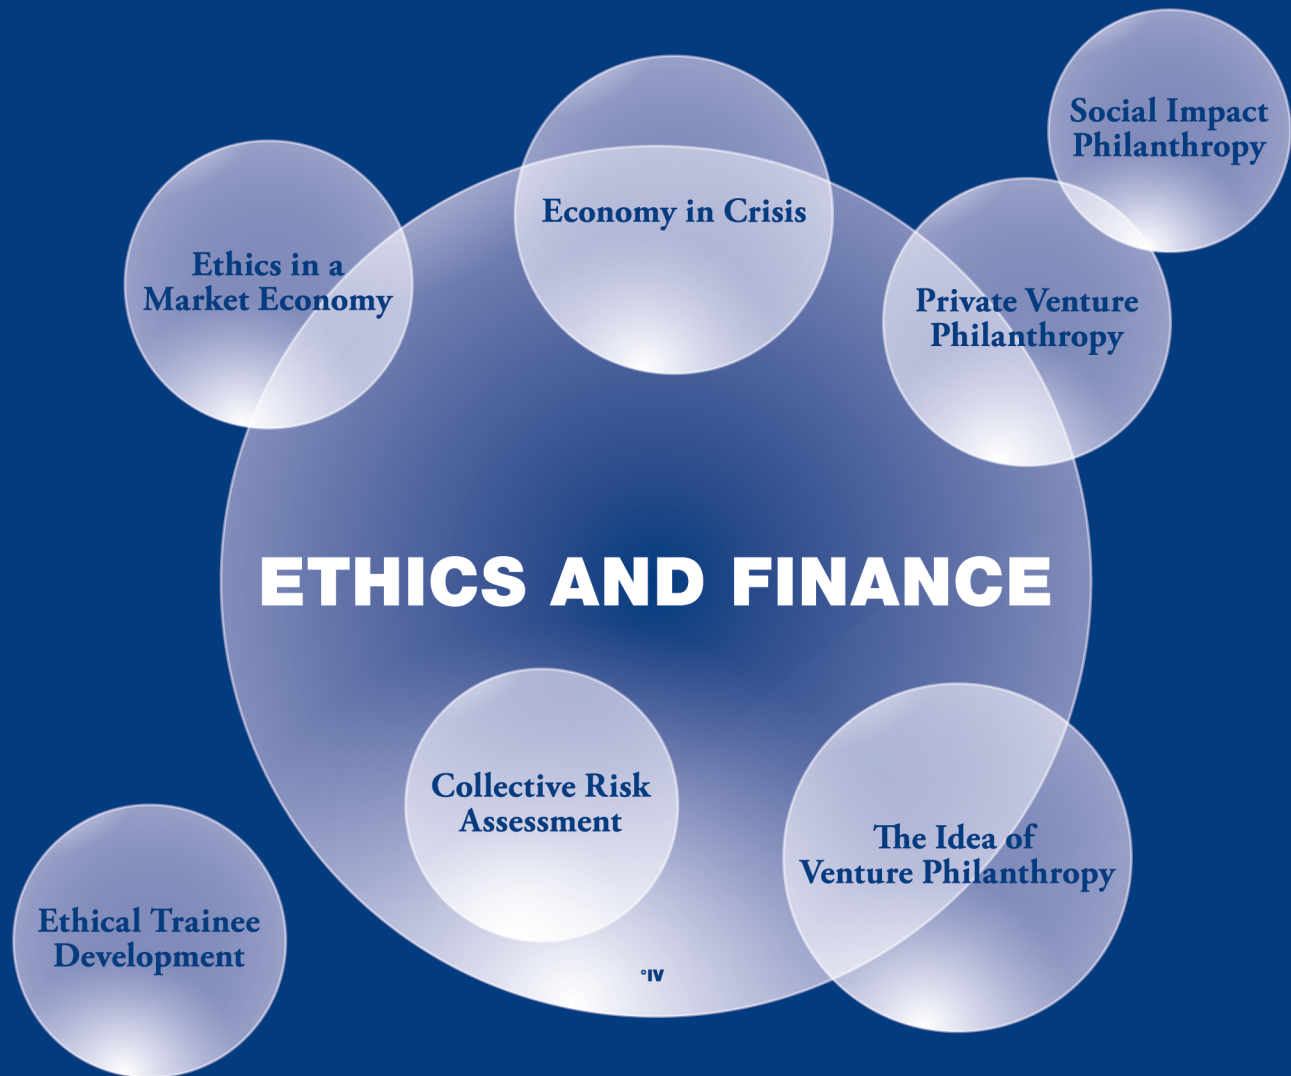 Social Impact
Philanthropy
Economy in Crisis
Ethics in a
Market Economy
Private Venture
Philanthropy
ETHICS AND FINANCE
Collective Risk
Assessment
The Idea of
Venture Philanthropy
Ethical Trainee
Development
°IV